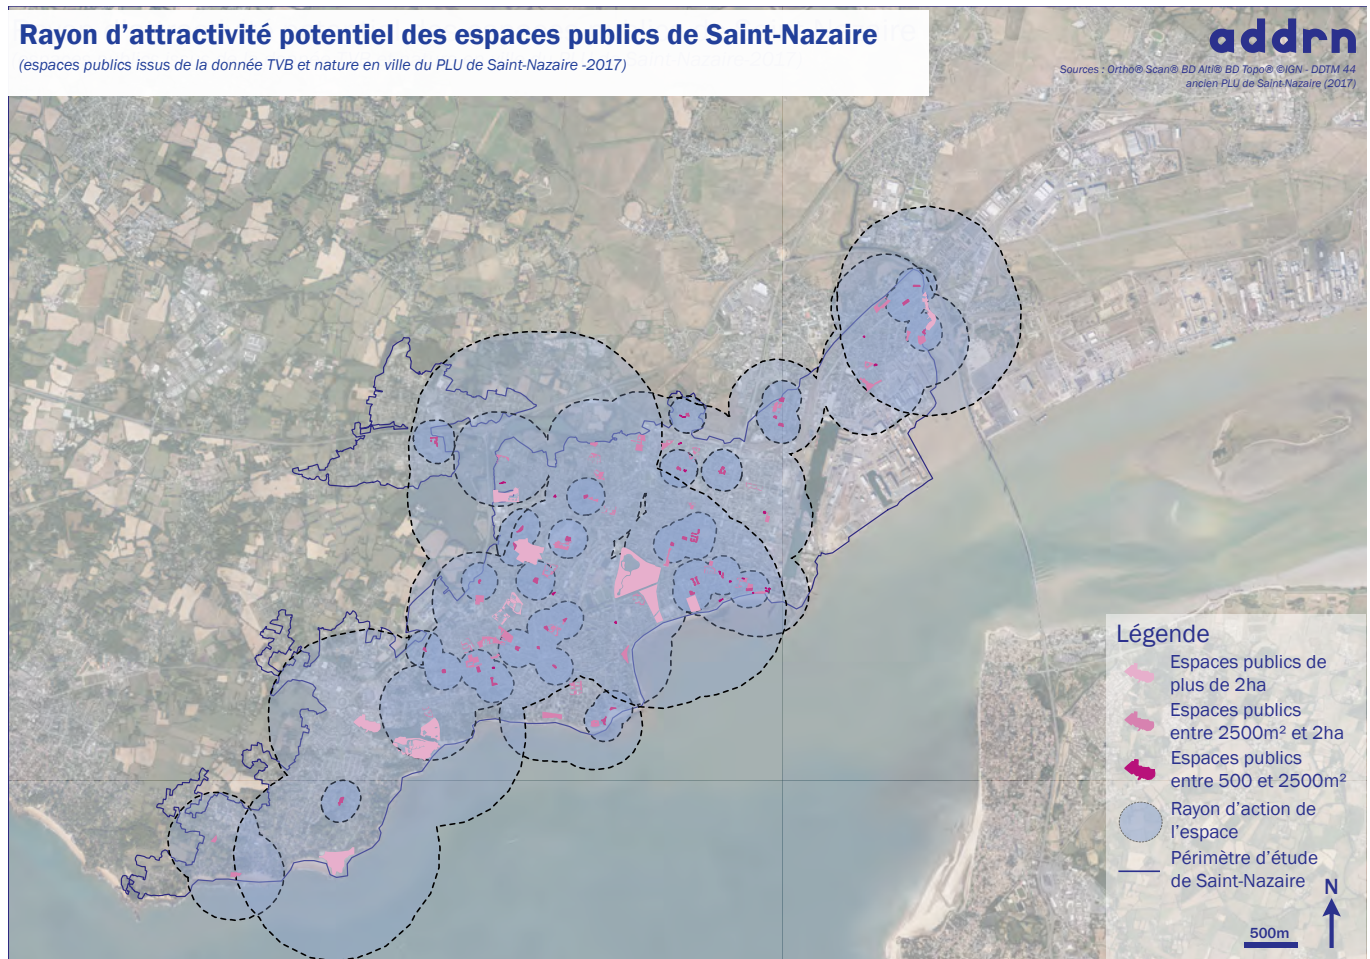 Rayon d’attractivité potentiel des espaces publics de Saint-Nazaire
(espaces publics issus de la donnée TVB et nature en ville du PLU de Saint-Nazaire -2017)
addrn
Sources : Ortho® Scan® BD Alti® BD Topo® ©IGN - DDTM 44
ancien PLU de Saint-Nazaire (2017)
Légende
Espaces publics de
plus de 2ha
Espaces publics
entre 2500m² et 2ha
Espaces publics
entre 500 et 2500m²
Rayon d’action de
l’espace
Périmètre d’étude
de Saint-Nazaire
N
500m